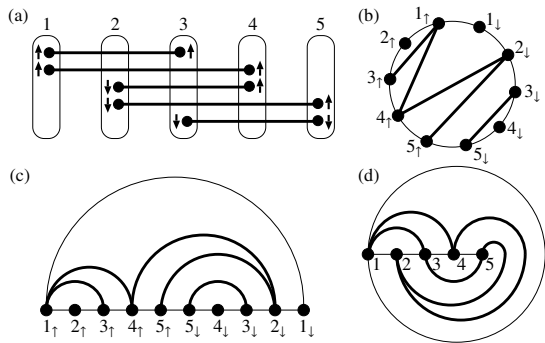 (a)
1 2 3 4 5
↑ ↑
↑ ↑
↓ ↑
↓ ↑
↓ ↓
(b)
1↑ 1↓
2↑ 2↓
3↑ 3↓
4↑ 4↓
5↑ 5↓
(c)
1↑ 2↑ 3↑ 4↑ 5↑ 5↓ 4↓ 3↓ 2↓ 1↓
(d)
1 2 3 4 5